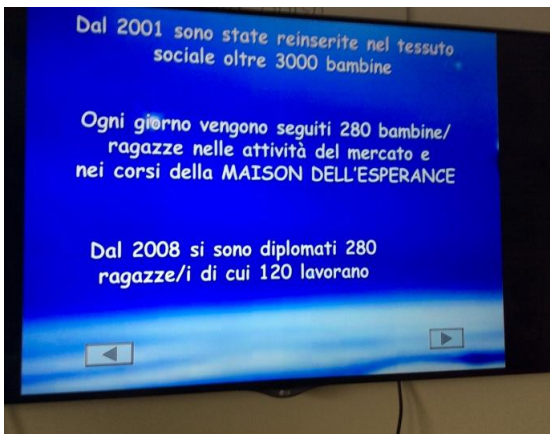 Dal 2001 sono state reinserite nel tessuto
sociale oltre 3000 bambine
Ogni giorno vengono seguiti 280 bambine/
ragazze nelle attività del mercato e
nei corsi della MAISON DELL'ESPERANCE
Dal 2008 si sono diplomati 280
ragazze/i di cui 120 lavorano
LG